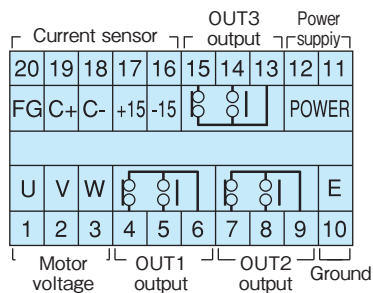 OUT3 Power
Current sensor output suppiy
20 19 18 17 16 15 14 13 12 11
FG C+ C- +15 -15 POWER
U V W E
1 2 3 4 5 6 7 8 9 10
Motor voltage OUT1 output OUT2 output Ground